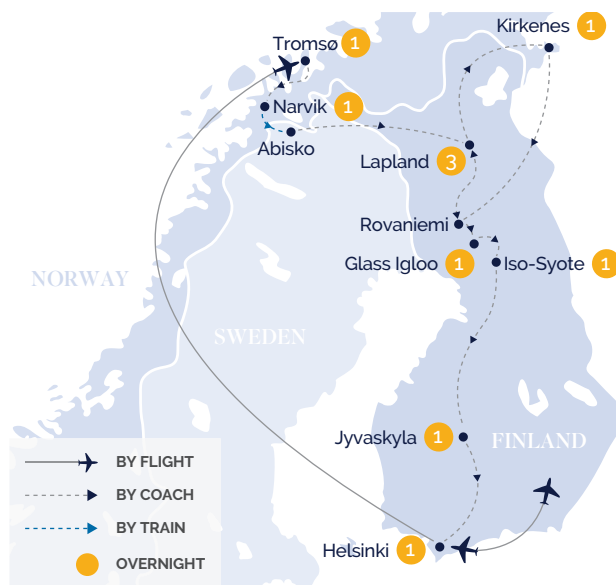 Kirkenes 1
Tromsø 1
Narvik 1
Abisko
Lapland 3
Rovaniemi
Glass Igloo 1
Iso-Syote 1
NORWAY
SWEDEN
Jyvaskyla 1
FINLAND
Helsinki 1
BY FLIGHT
BY COACH
BY TRAIN
OVERNIGHT